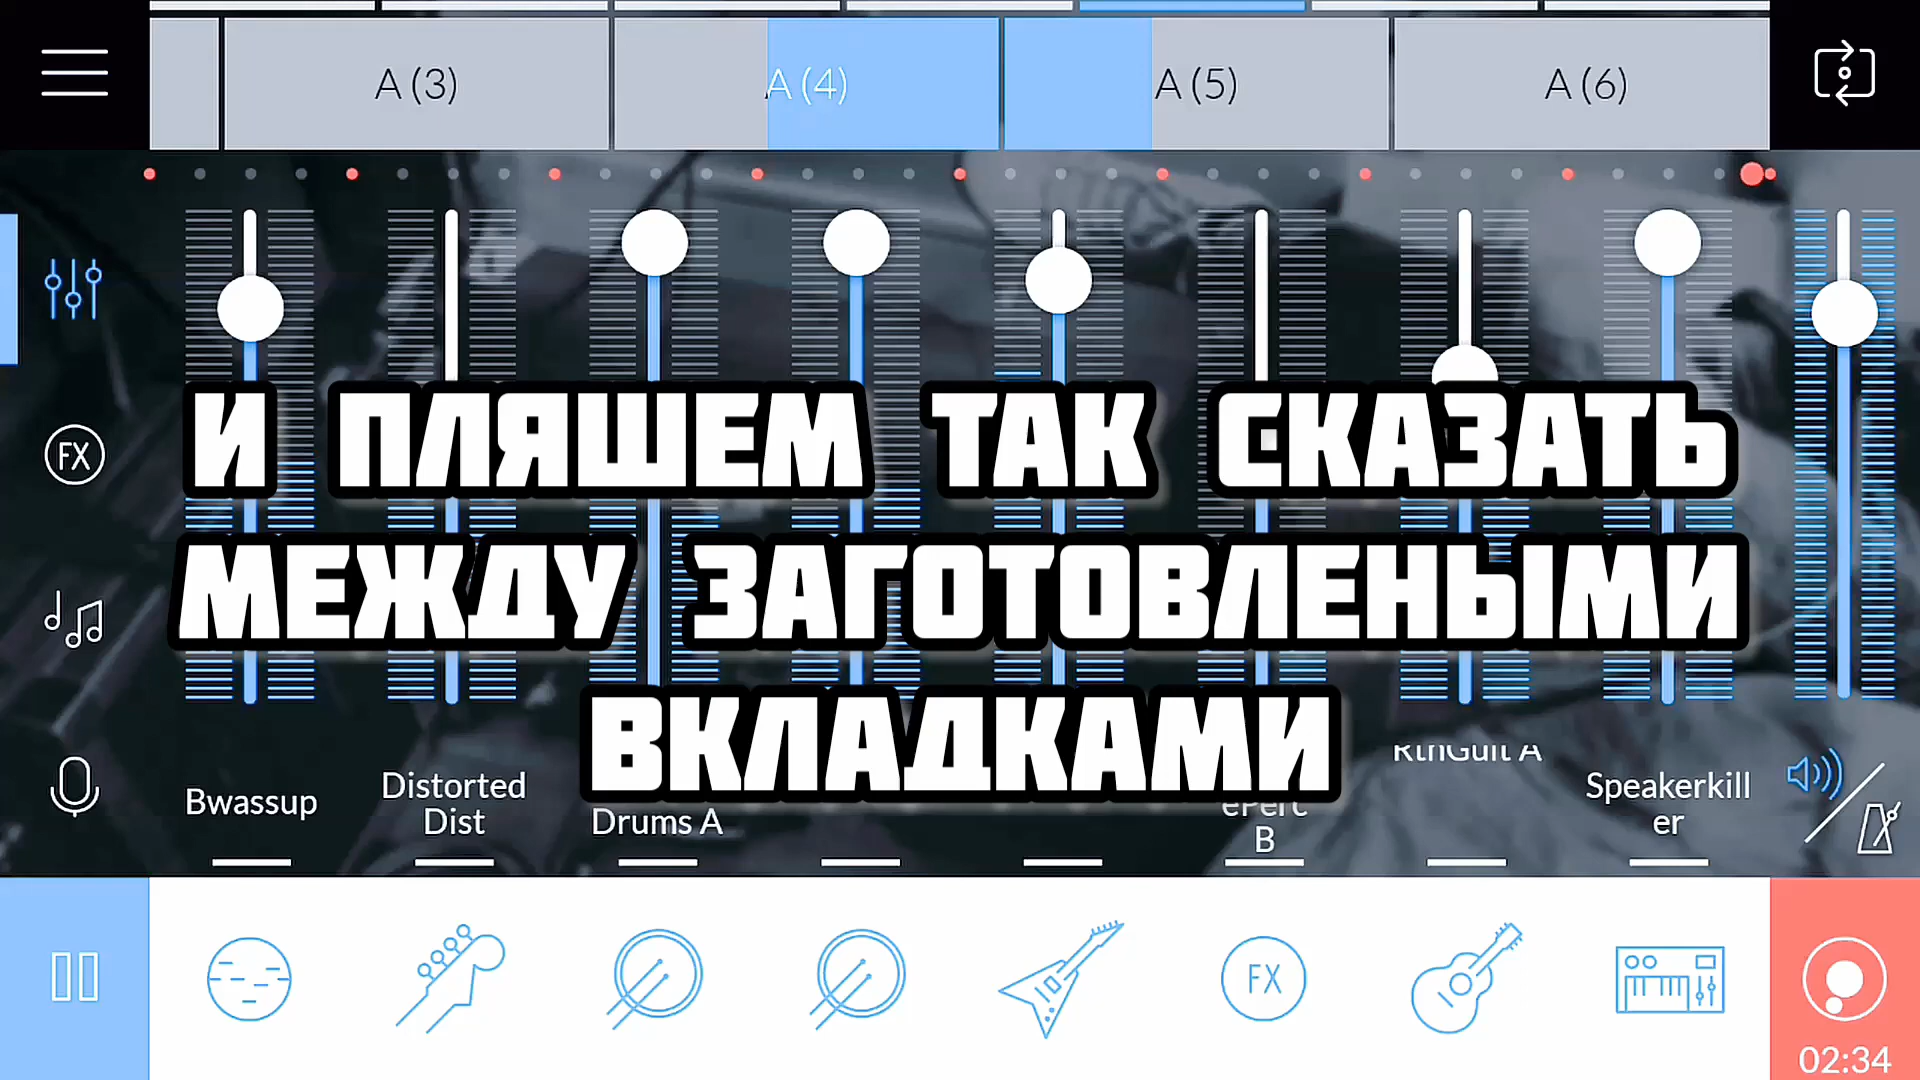 A (3)
A (4)
A (5)
A (6)
FX
И ПЛЯШЕМ ТАК СКАЗАТЬ
МЕЖДУ ЗАГОТОВЛЕНЫМИ
ВКЛАДКАМИ
Bwassup
Distorted
Dist
Drums A
B
RthGuit A
Speakerkill
er
FX
02:34